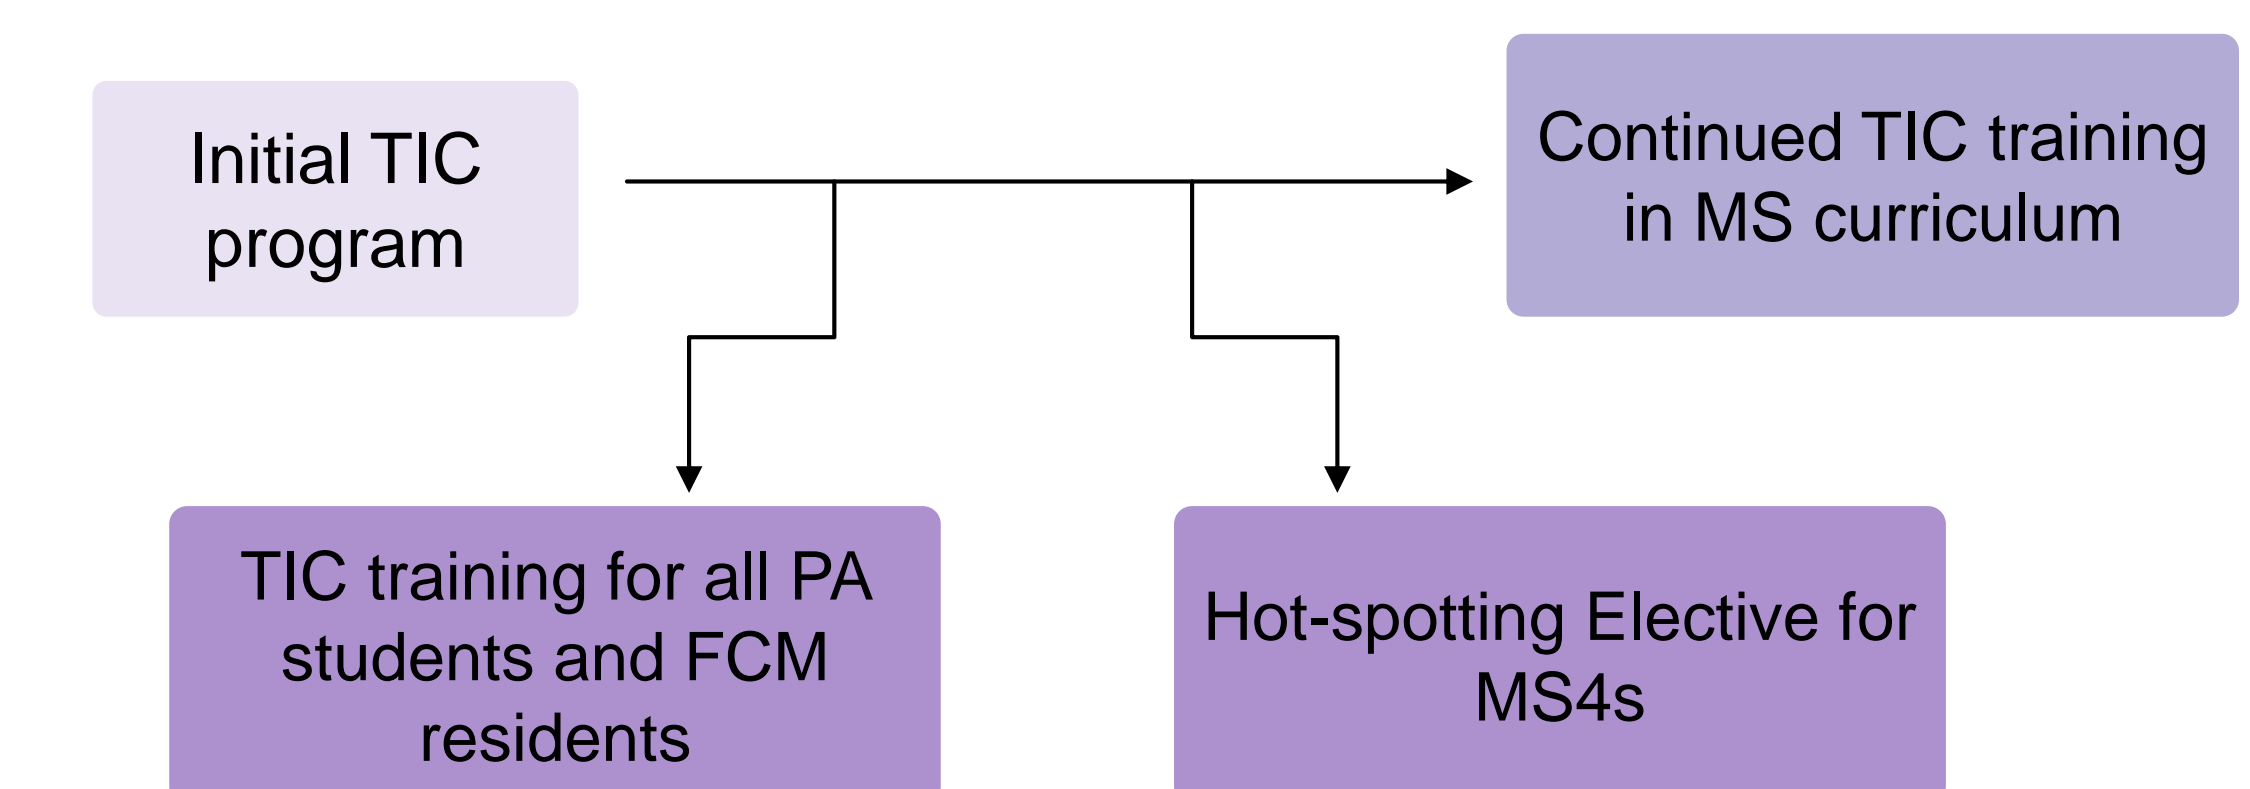 Initial TIC
program
Continued TIC training
in MS curriculum
TIC training for all PA
students and FCM
residents
Hot-spotting Elective for
MS4s